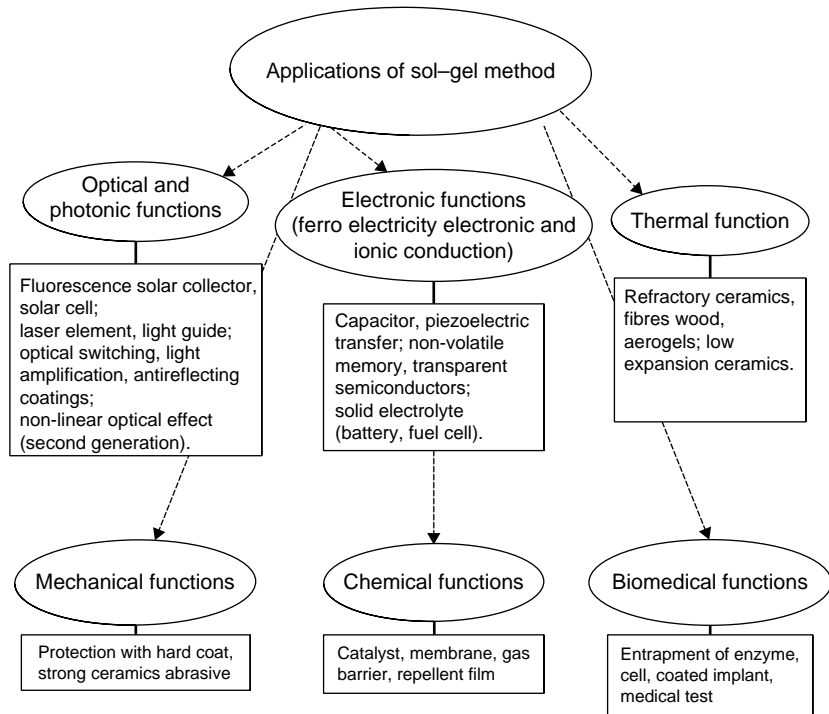 Applications of sol–gel method
Optical and
photonic functions
Electronic functions
(ferro electricity electronic and
ionic conduction)
Thermal function
Fluorescence solar collector,
solar cell;
laser element, light guide;
optical switching, light
amplification, antireflecting
coatings;
non-linear optical effect
(second generation).
Capacitor, piezoelectric
transfer; non-volatile
memory, transparent
semiconductors;
solid electrolyte
(battery, fuel cell).
Refractory ceramics,
fibres wood,
aerogels; low
expansion ceramics.
Mechanical functions
Chemical functions
Biomedical functions
Protection with hard coat,
strong ceramics abrasive
Catalyst, membrane, gas
barrier, repellent film
Entrapment of enzyme,
cell, coated implant,
medical test